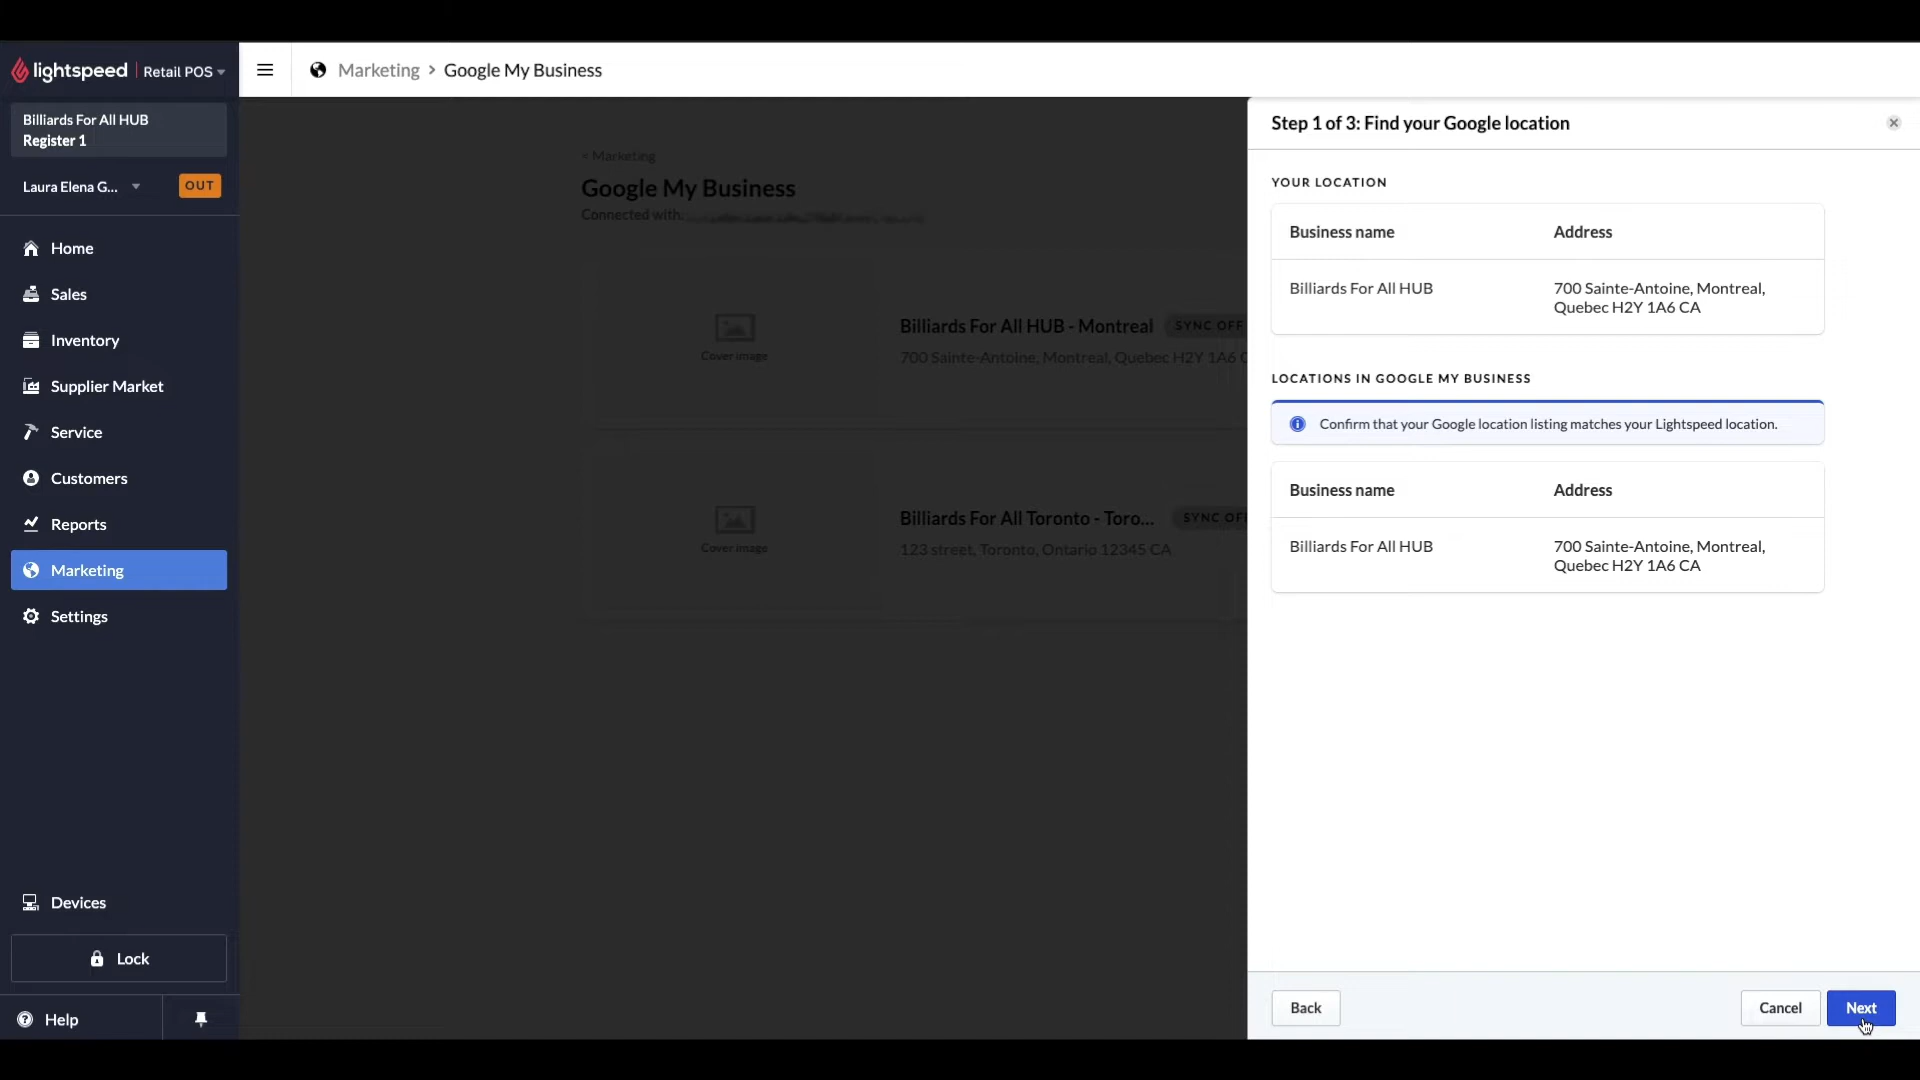 lightspeed Retail POS
Marketing > Google My Business
Billiards For All HUB
Register 1
Laura Elena G...
OUT
Home
Sales
Inventory
Supplier Market
Service
Customers
Reports
Marketing
Settings
Devices
Lock
Help
< Marketing
Google My Business
Connected with:
Cover image
Billiards For All HUB - Montreal
SYNC OFF
700 Sainte-Antoine, Montreal, Quebec H2Y 1A6 C
Cover image
Billiards For All Toronto - Toro...
SYNC OFF
123 street, Toronto, Ontario 12345 CA
Step 1 of 3: Find your Google location
YOUR LOCATION
Business name Address
Billiards For All HUB 700 Sainte-Antoine, Montreal,
Quebec H2Y 1A6 CA
LOCATIONS IN GOOGLE MY BUSINESS
Confirm that your Google location listing matches your Lightspeed location.
Business name Address
Billiards For All HUB 700 Sainte-Antoine, Montreal,
Quebec H2Y 1A6 CA
Back
Cancel
Next